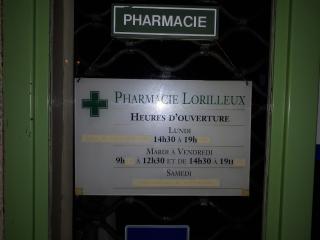 PHARMACIE
PHARMACIE LORILLEUX
HEURES D'OUVERTURE
LUNDI
14h30 À 19h
MARDI À VENDREDI
9h À 12h30 ET DE 14h30 À 19h
SAMEDI